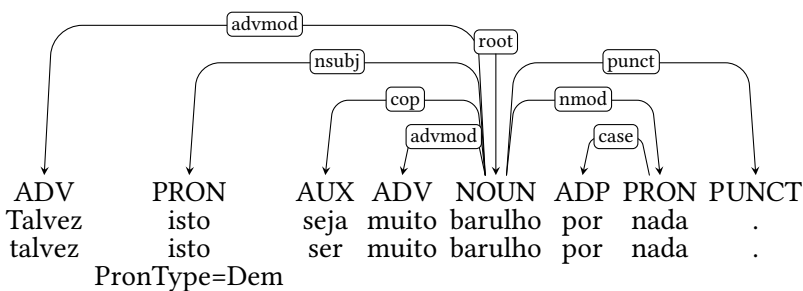 advmod
root
nsubj
punct
cop
nmod
advmod
case
ADV PRON AUX ADV NOUN ADP PRON PUNCT
Talvez isto seja muito barulho por nada .
talvez isto ser muito barulho por nada .
PronType=Dem